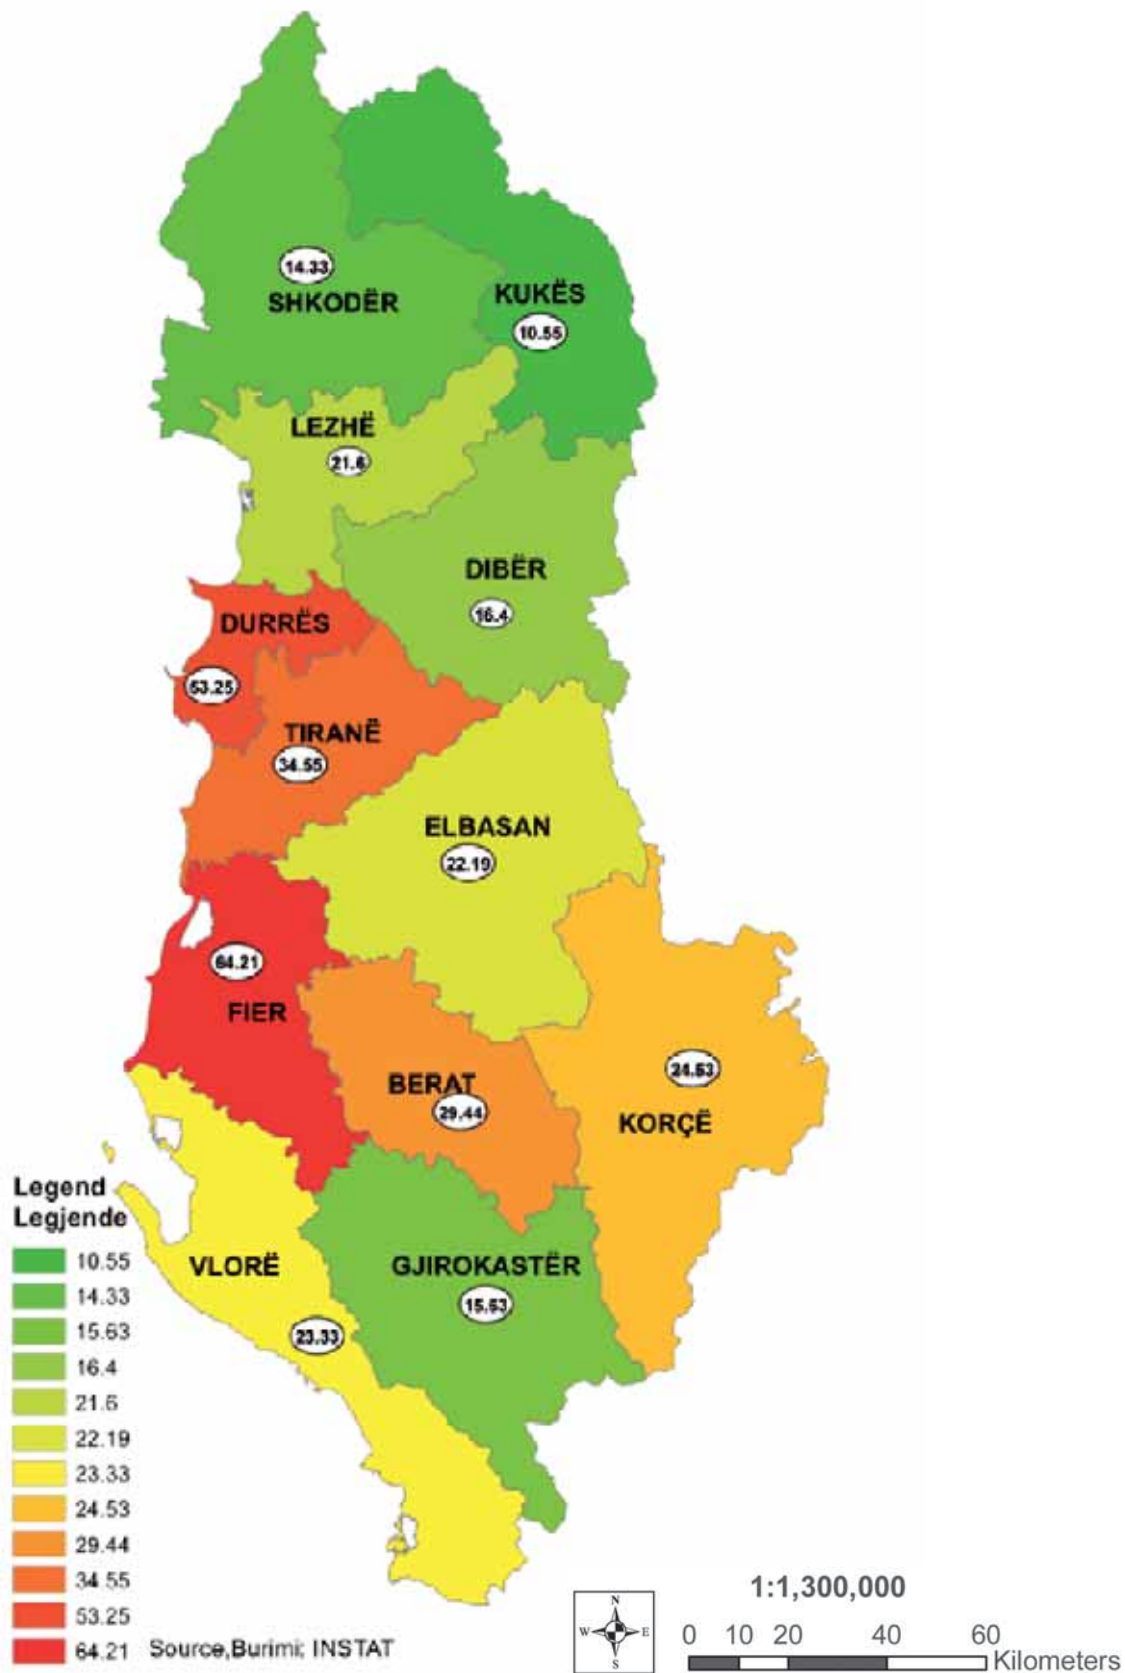 14.33
SHKODËR
KUKËS
10.55
LEZHË
21.6
DIBËR
16.4
DURRËS
53.25
TIRANË
34.55
ELBASAN
22.19
64.21
FIER
24.53
BERAT
29.44
KORÇË
VLORË
GJIROKASTËR
15.63
23.33
Legend
Legjende
10.55
14.33
15.63
16.4
21.6
22.19
23.33
24.53
29.44
34.55
53.25
64.21
Source,Burimi: INSTAT
N
W E
S
1:1,300,000
0 10 20 40 60
Kilometers